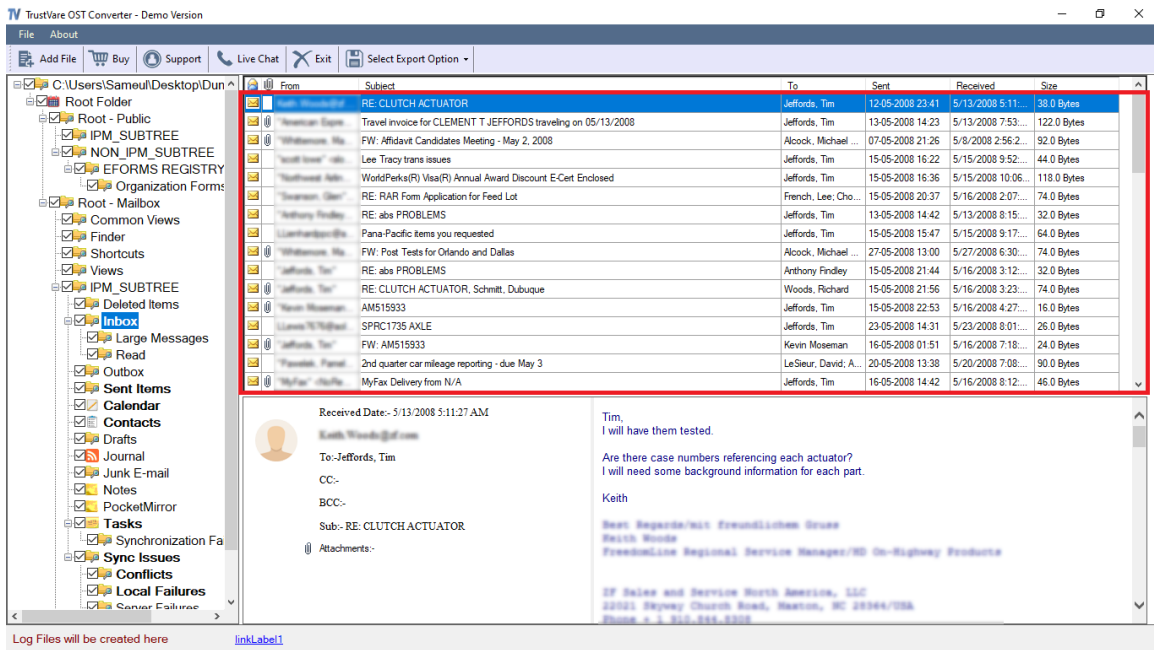 TrustVare OST Converter - Demo Version
File About
Add File Buy Support Live Chat Exit Select Export Option
C:\Users\Sameul\Desktop\Dun
Root Folder
Root - Public
IPM_SUBTREE
NON_IPM_SUBTREE
EFORMS REGISTRY
Organization Forms
Root - Mailbox
Common Views
Finder
Shortcuts
Views
IPM_SUBTREE
Deleted Items
Inbox
Large Messages
Read
Outbox
Sent Items
Calendar
Contacts
Drafts
Journal
Junk E-mail
Notes
PocketMirror
Tasks
Synchronization Fa
Sync Issues
Conflicts
Local Failures
Server Failures
From Subject To Sent Received Size
RE: CLUTCH ACTUATOR Jeffords, Tim 12-05-2008 23:41 5/13/2008 5:11:... 38.0 Bytes
Travel invoice for CLEMENT T JEFFORDS traveling on 05/13/2008 Jeffords, Tim 13-05-2008 14:23 5/13/2008 7:53:... 122.0 Bytes
FW: Affidavit Candidates Meeting - May 2, 2008 Alcock, Michael ... 07-05-2008 21:26 5/8/2008 2:56:2... 92.0 Bytes
Lee Tracy trans issues Jeffords, Tim 15-05-2008 16:22 5/15/2008 9:52:... 44.0 Bytes
WorldPerks(R) Visa(R) Annual Award Discount E-Cert Enclosed Jeffords, Tim 15-05-2008 16:36 5/15/2008 10:06... 118.0 Bytes
RE: RAR Form Application for Feed Lot French, Lee; Cho... 15-05-2008 20:37 5/16/2008 2:07:... 74.0 Bytes
RE: abs PROBLEMS Jeffords, Tim 13-05-2008 14:42 5/13/2008 8:15:... 32.0 Bytes
Pana-Pacific items you requested Jeffords, Tim 15-05-2008 15:47 5/15/2008 9:17:... 64.0 Bytes
FW: Post Tests for Orlando and Dallas Alcock, Michael ... 27-05-2008 13:00 5/27/2008 6:30:... 74.0 Bytes
RE: abs PROBLEMS Anthony Findley 15-05-2008 21:44 5/16/2008 3:12:... 32.0 Bytes
RE: CLUTCH ACTUATOR, Schmitt, Dubuque Woods, Richard 15-05-2008 21:56 5/16/2008 3:23:... 74.0 Bytes
AM515933 Jeffords, Tim 15-05-2008 22:53 5/16/2008 4:27:... 16.0 Bytes
SPRC1735 AXLE Jeffords, Tim 23-05-2008 14:31 5/23/2008 8:01:... 26.0 Bytes
FW: AM515933 Kevin Moseman 16-05-2008 01:51 5/16/2008 7:18:... 24.0 Bytes
2nd quarter car mileage reporting - due May 3 LeSieur, David; A... 20-05-2008 13:38 5/20/2008 7:08:... 90.0 Bytes
MyFax Delivery from N/A Jeffords, Tim 16-05-2008 14:42 5/16/2008 8:12:... 46.0 Bytes
Received Date:- 5/13/2008 5:11:27 AM
To:-Jeffords, Tim
CC:-
BCC:-
Sub:- RE: CLUTCH ACTUATOR
Attachments:-
Tim,
I will have them tested.
Are there case numbers referencing each actuator?
I will need some background information for each part.
Keith
Log Files will be created here linkLabel1